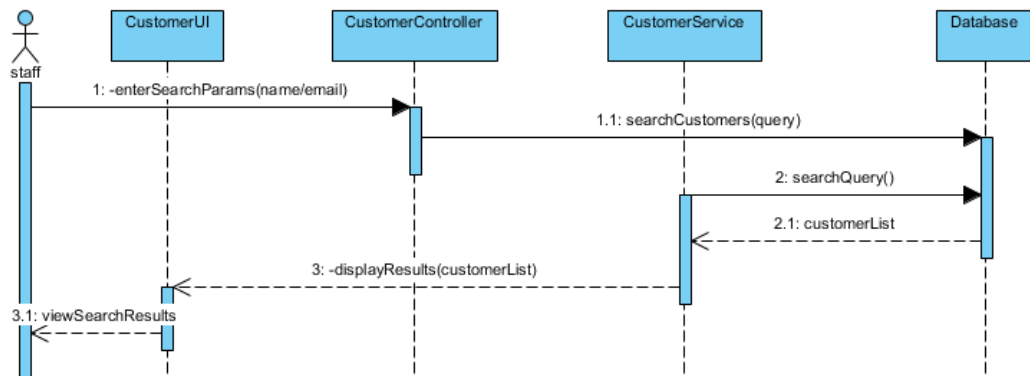 CustomerUI
CustomerController
CustomerService
Database
staff
1: -enterSearchParams(name/email)
1.1: searchCustomers(query)
2: searchQuery()
2.1: customerList
3: -displayResults(customerList)
3.1: viewSearchResults